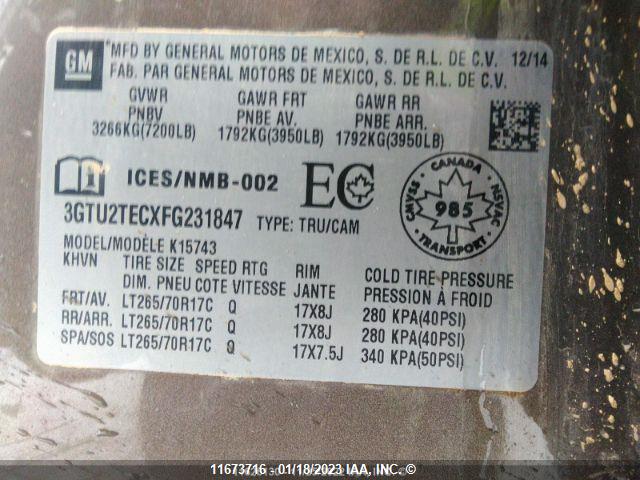 GM
*MFD BY GENERAL MOTORS DE MEXICO, S. DE R.L. DE C.V. 12/14
FAB. PAR GENERAL MOTORS DE MEXICO, S. DE R.L. DE C.V.
GVWR GAWR FRT GAWR RR
PNBV PNBE AV. PNBE ARR.
3266KG(7200LB) 1792KG(3950LB) 1792KG(3950LB)
ICES/NMB-002 EC
CANADA
CMVSS 985 NSVAC
TRANSPORT
3GTU2TECXFG231847 TYPE: TRU/CAM
MODEL/MODÈLE K15743
KHVN TIRE SIZE SPEED RTG RIM COLD TIRE PRESSURE
DIM. PNEU COTE VITESSE JANTE PRESSION À FROID
FRT/AV. LT265/70R17C Q 17X8J 280 KPA(40PSI)
RR/ARR. LT265/70R17C Q 17X8J 280 KPA(40PSI)
SPA/SOS LT265/70R17C Q 17X7.5J 340 KPA(50PSI)
11673716 - 01/18/2023 IAA, INC.